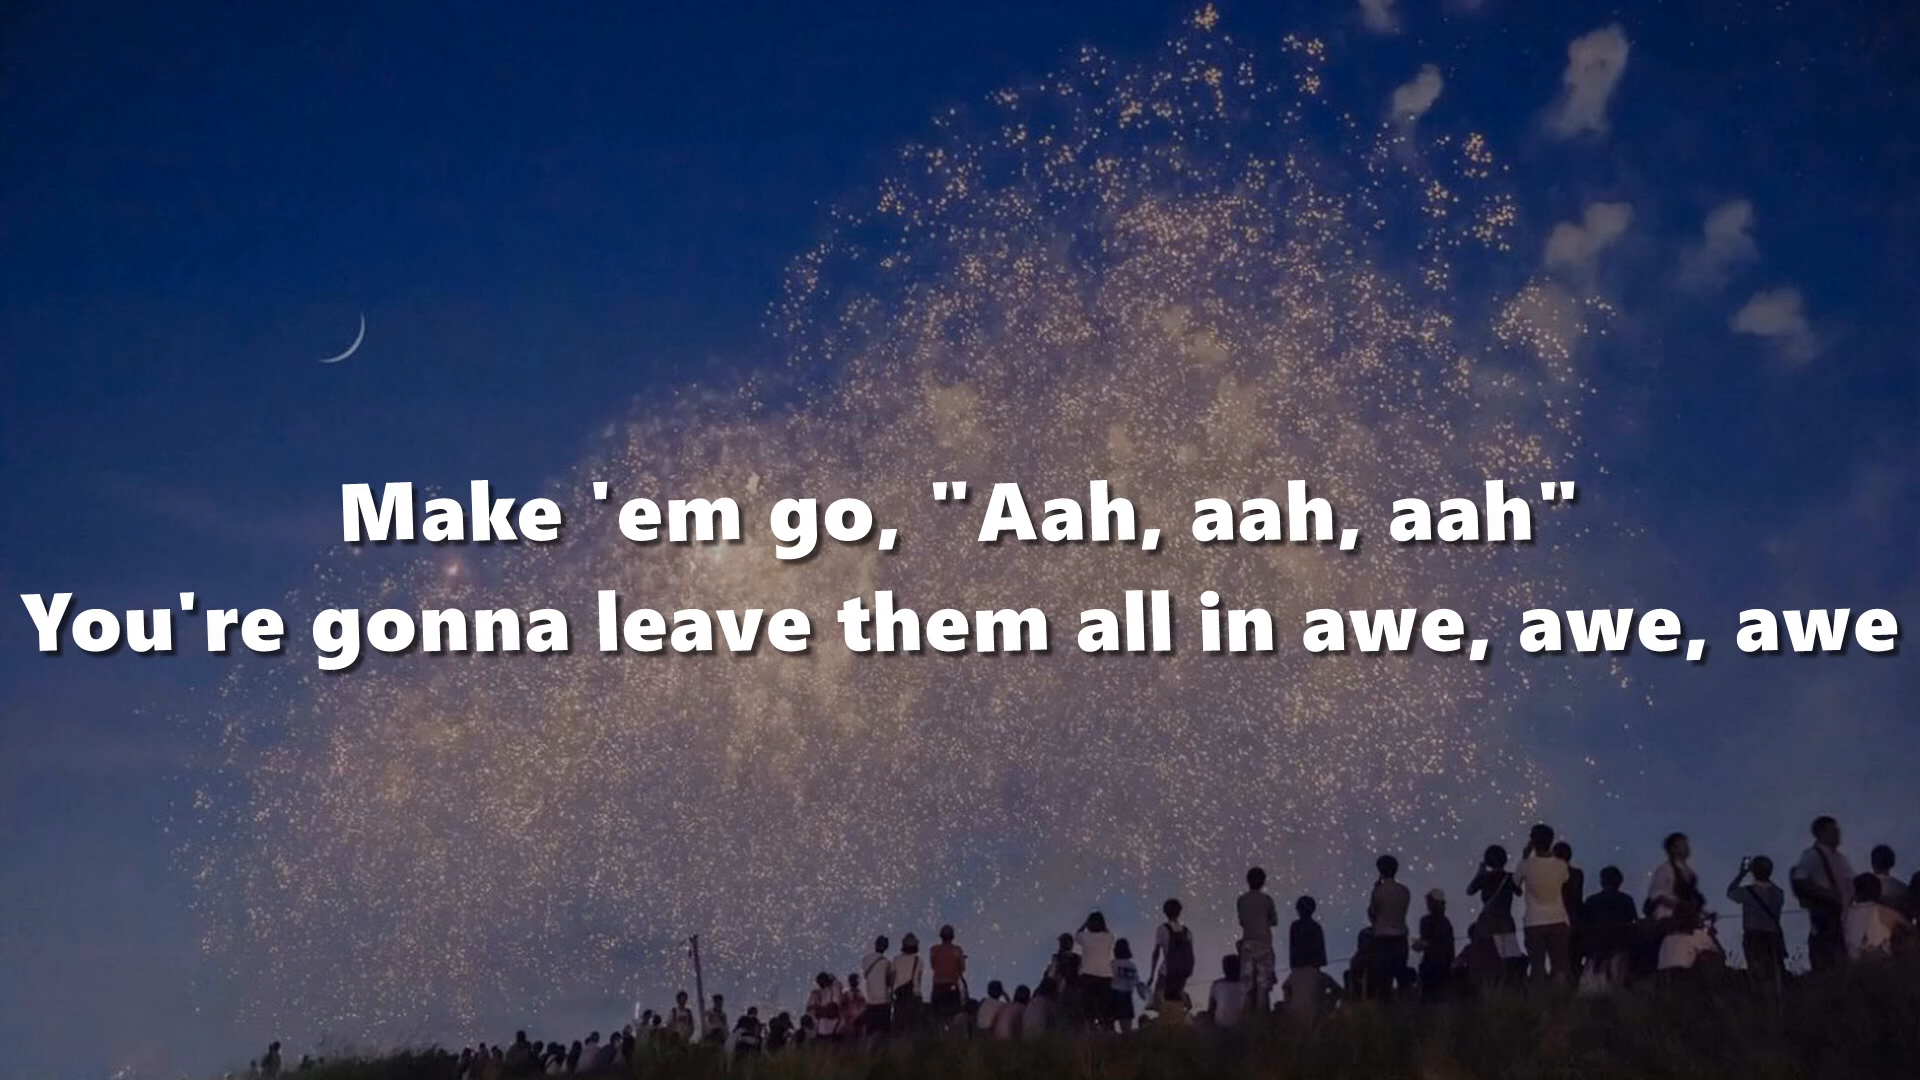 Make 'em go, "Aah, aah, aah"
You're gonna leave them all in awe, awe, awe